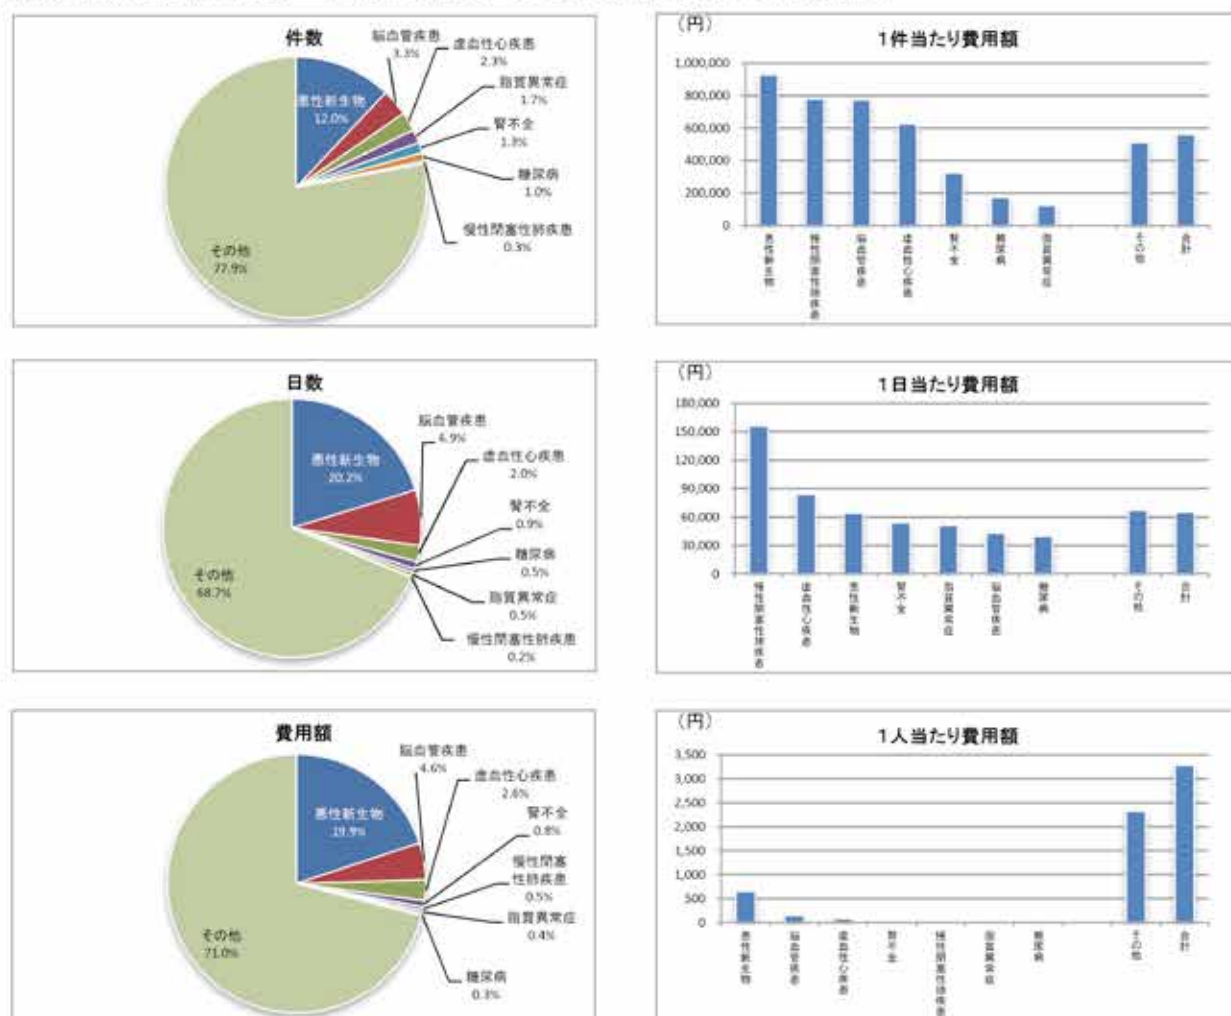 件数
脳血管疾患
3.3%
虚血性心疾患
2.3%
脂質異常症
1.7%
腎不全
1.3%
糖尿病
1.0%
慢性閉塞性肺疾患
0.3%
悪性新生物
12.0%
その他
77.9%
(円)
1件当たり費用額
1,000,000
800,000
600,000
400,000
200,000
0
悪性新生物
慢性閉塞性肺疾患
脳血管疾患
虚血性心疾患
腎不全
糖尿病
脂質異常症
その他
合計
日数
脳血管疾患
4.9%
虚血性心疾患
2.0%
腎不全
0.9%
糖尿病
0.5%
脂質異常症
0.5%
慢性閉塞性肺疾患
0.2%
悪性新生物
20.2%
その他
68.7%
(円)
1日当たり費用額
180,000
150,000
120,000
90,000
60,000
30,000
0
慢性閉塞性肺疾患
虚血性心疾患
悪性新生物
腎不全
脂質異常症
脳血管疾患
糖尿病
その他
合計
費用額
脳血管疾患
4.6%
虚血性心疾患
2.6%
腎不全
0.8%
慢性閉塞
性肺疾患
0.5%
脂質異常症
0.4%
糖尿病
0.3%
悪性新生物
19.9%
その他
71.0%
(円)
1人当たり費用額
3,500
3,000
2,500
2,000
1,500
1,000
500
0
悪性新生物
脳血管疾患
虚血性心疾患
腎不全
慢性閉塞性肺疾患
脂質異常症
糖尿病
その他
合計